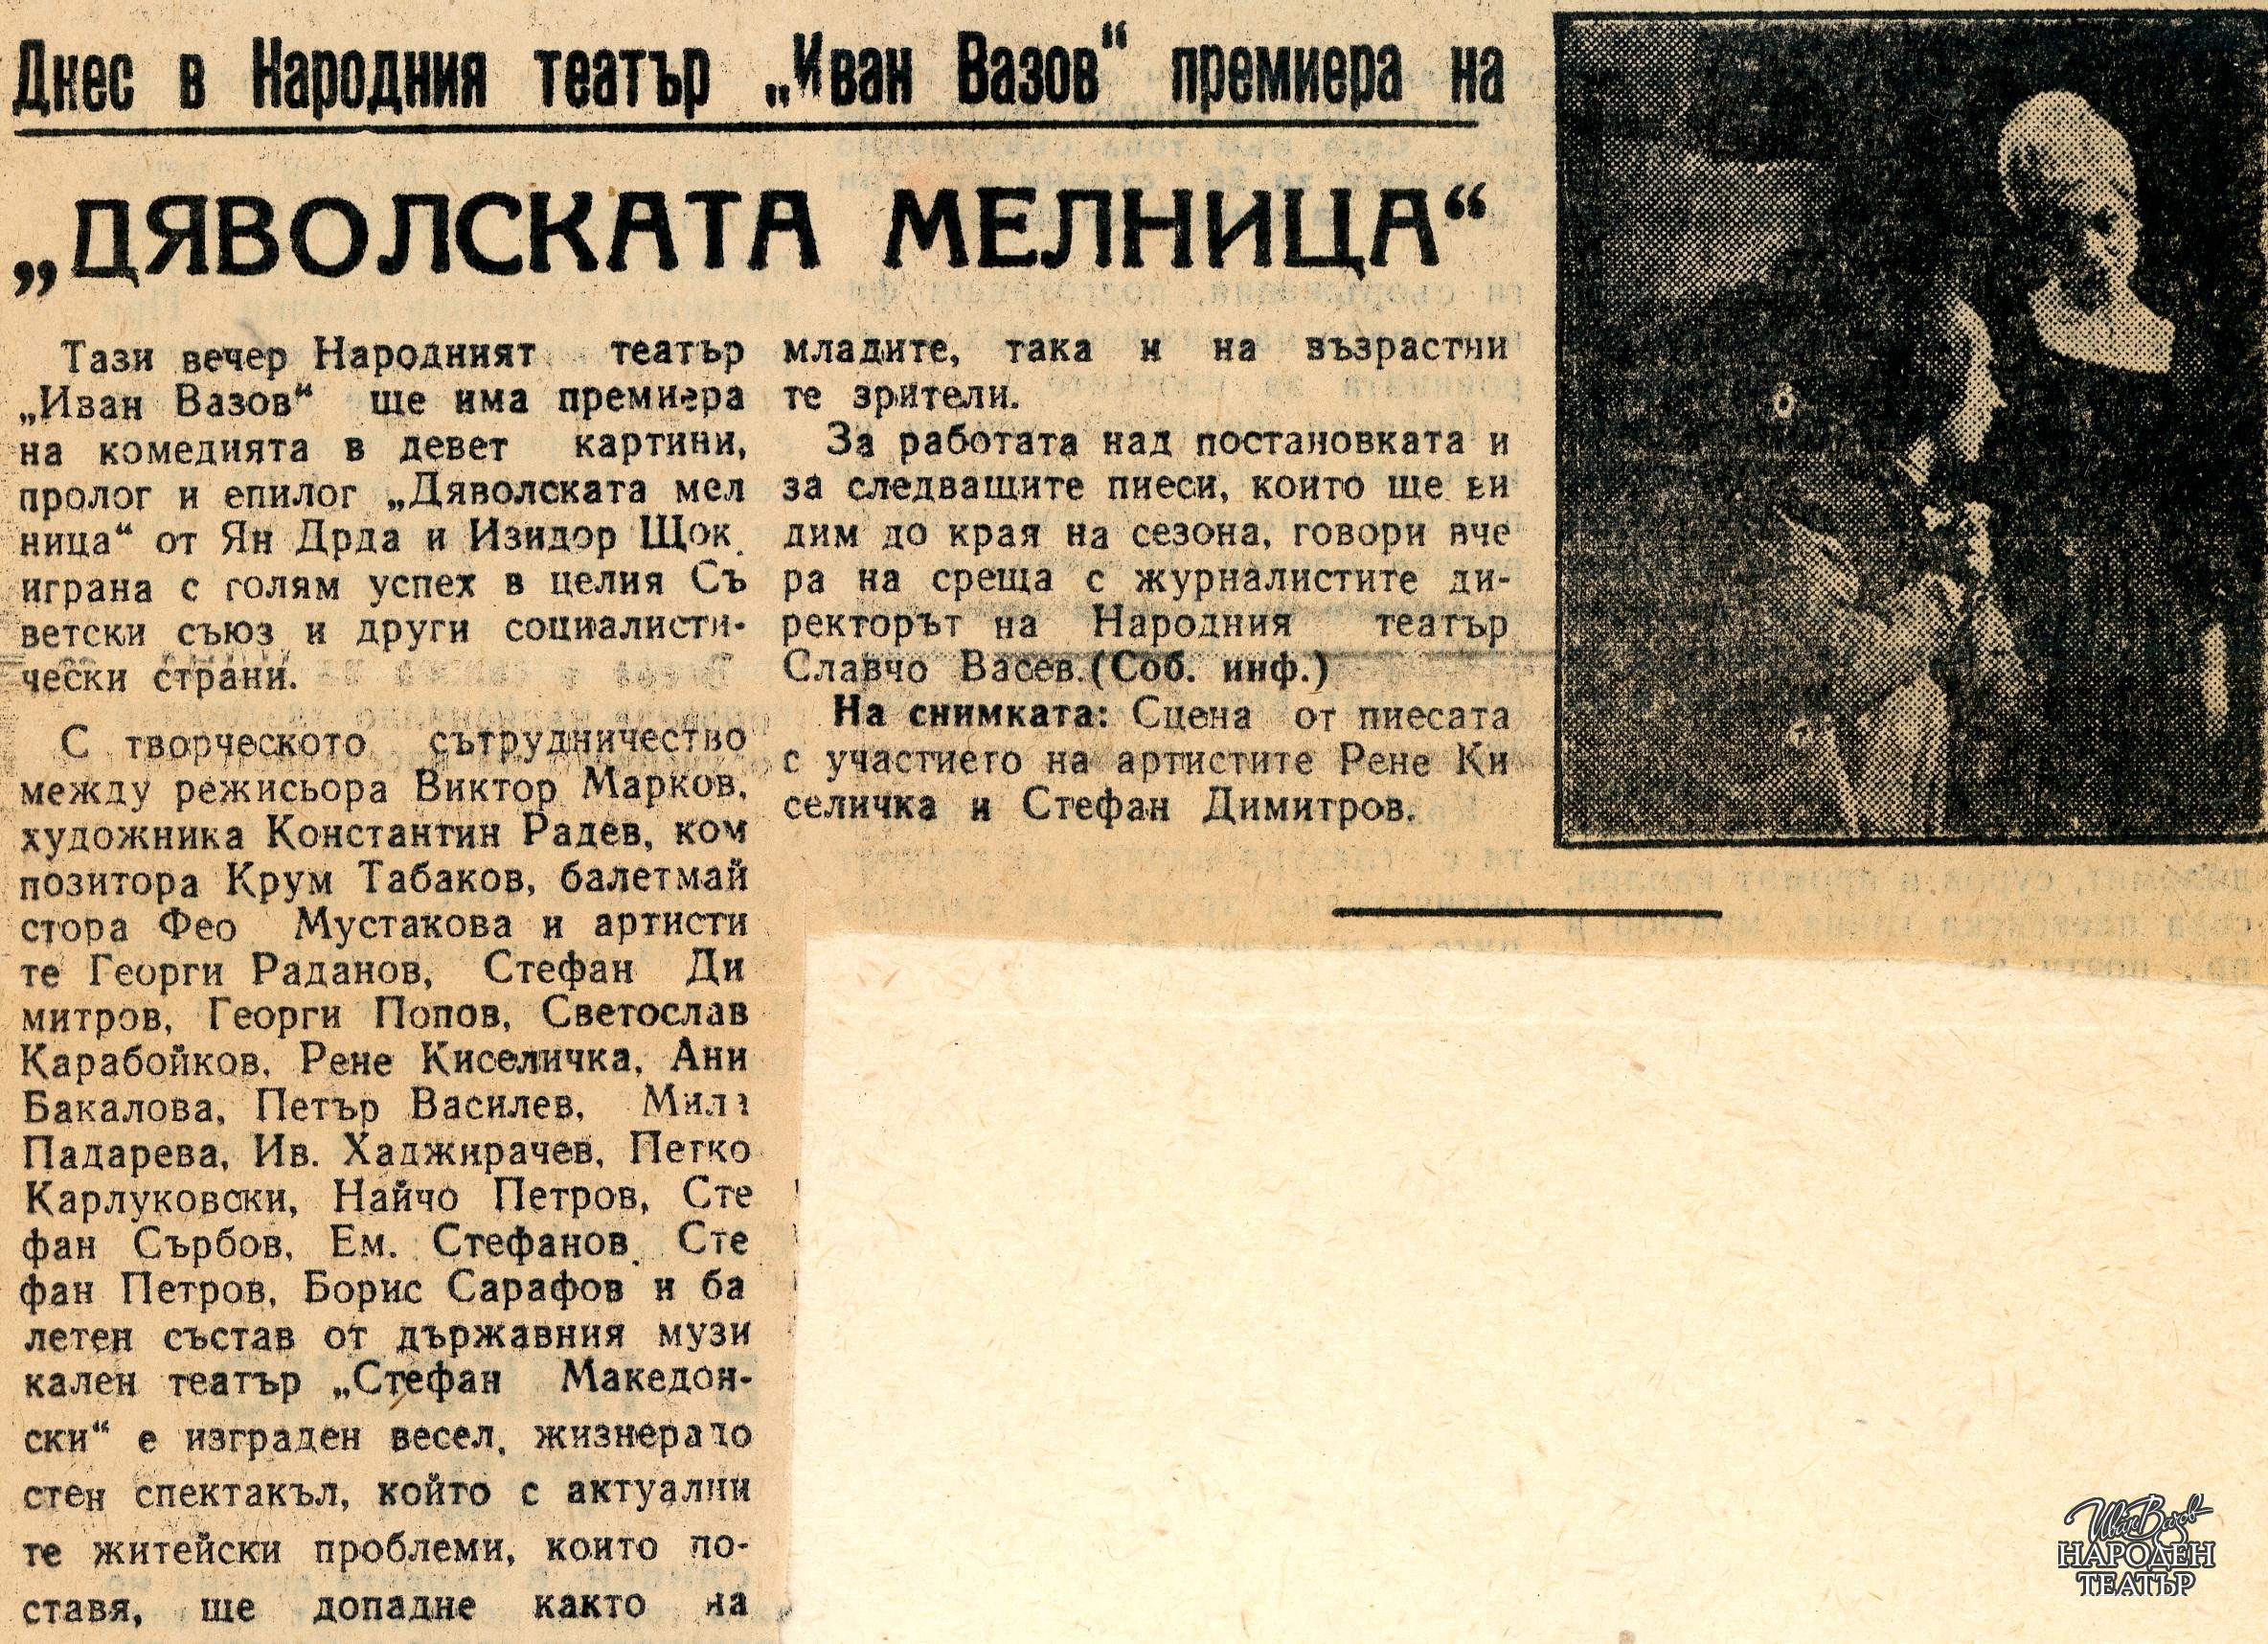 Днес в Народния театър „Иван Вазов“ премиера на
„ДЯВОЛСКАТА МЕЛНИЦА“
Тази вечер Народният театър
„Иван Вазов“ ще има премиера
на комедията в девет картини,
пролог и епилог „Дяволската мел
ница“ от Ян Дрда и Изидор Щок,
играна с голям успех в целия Съ
ветски съюз и други социалисти-
чески страни.
С творческото сътрудничество
между режисьора Виктор Марков,
художника Константин Радев, ком
позитора Крум Табаков, балетмай
стора Фео Мустакова и артисти
те Георги Раданов, Стефан Ди
митров, Георги Попов, Светослав
Карабойков, Рене Киселичка, Ани
Бакалова, Петър Василев, Мила
Падарева, Ив. Хаджирачев, Петко
Карлуковски, Найчо Петров, Сте
фан Сърбов, Ем. Стефанов, Сте
фан Петров, Борис Сарафов и ба
летен състав от държавния музи
кален театър „Стефан Македон-
ски“ е изграден весел, жизнерадо
стен спектакъл, който с актуални
те житейски проблеми, които по-
ставя, ще допадне както на
младите, така и на възрастни
те зрители.
За работата над постановката и
за следващите пиеси, които ще ви
дим до края на сезона, говори вче
ра на среща с журналистите ди-
ректорът на Народния театър
Славчо Васев. (Соб. инф.)
На снимката: Сцена от пиесата
с участието на артистите Рене Ки
селичка и Стефан Димитров.
Иван Вазов
НАРОДЕН
ТЕАТЪР